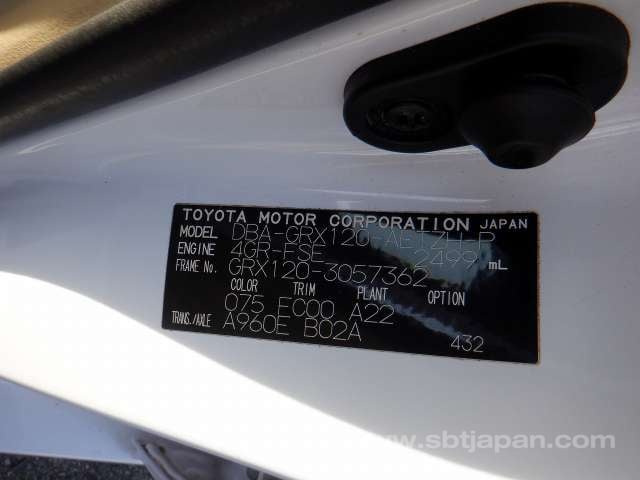 TOYOTA MOTOR CORPORATION JAPAN
MODEL DBA-GRX120-AETZH-P
ENGINE 4GR-FSE 2499 mL
FRAME No. GRX120-3057362
COLOR TRIM PLANT OPTION
075 EC00 A22
TRANS./AXLE A960E B02A 432
www.sbtjapan.com